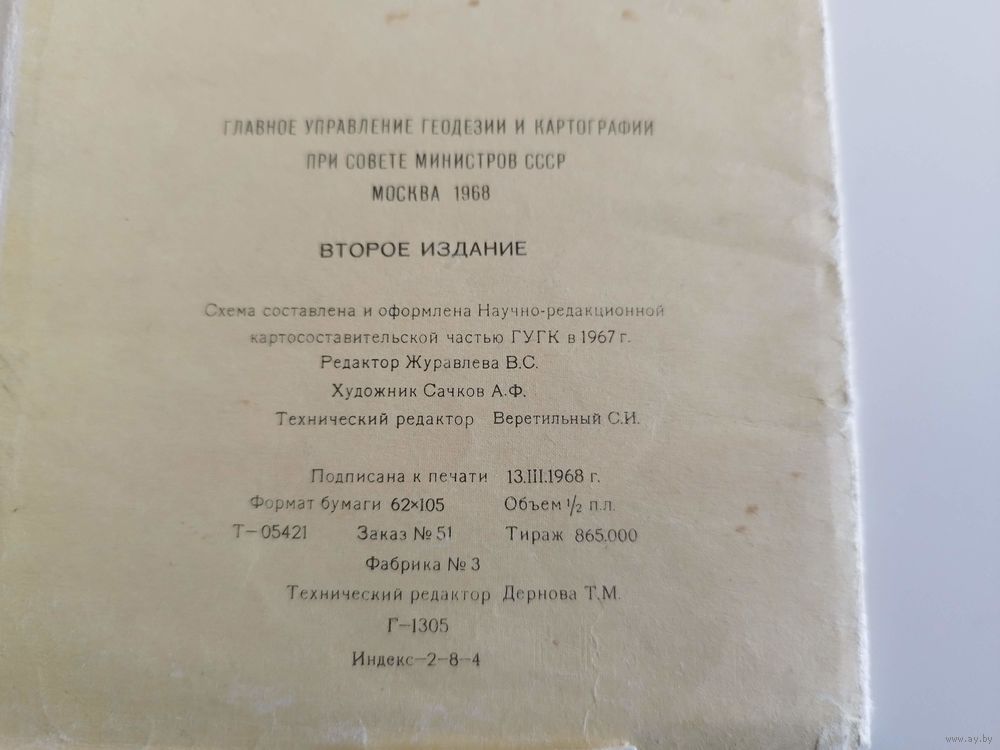 ГЛАВНОЕ УПРАВЛЕНИЕ ГЕОДЕЗИИ И КАРТОГРАФИИ
ПРИ СОВЕТЕ МИНИСТРОВ СССР
МОСКВА 1968
ВТОРОЕ ИЗДАНИЕ
Схема составлена и оформлена Научно-редакционной
картосоставительской частью ГУГК в 1967 г.
Редактор Журавлева В.С.
Художник Сачков А.Ф.
Технический редактор Веретильный С.И.
Подписана к печати 13.III.1968 г.
Формат бумаги 62×105 Объем 1/2 п.л.
Т-05421 Заказ № 51 Тираж 865.000
Фабрика № 3
Технический редактор Дернова Т.М.
Г-1305
Индекс-2-8-4
www.ay.by